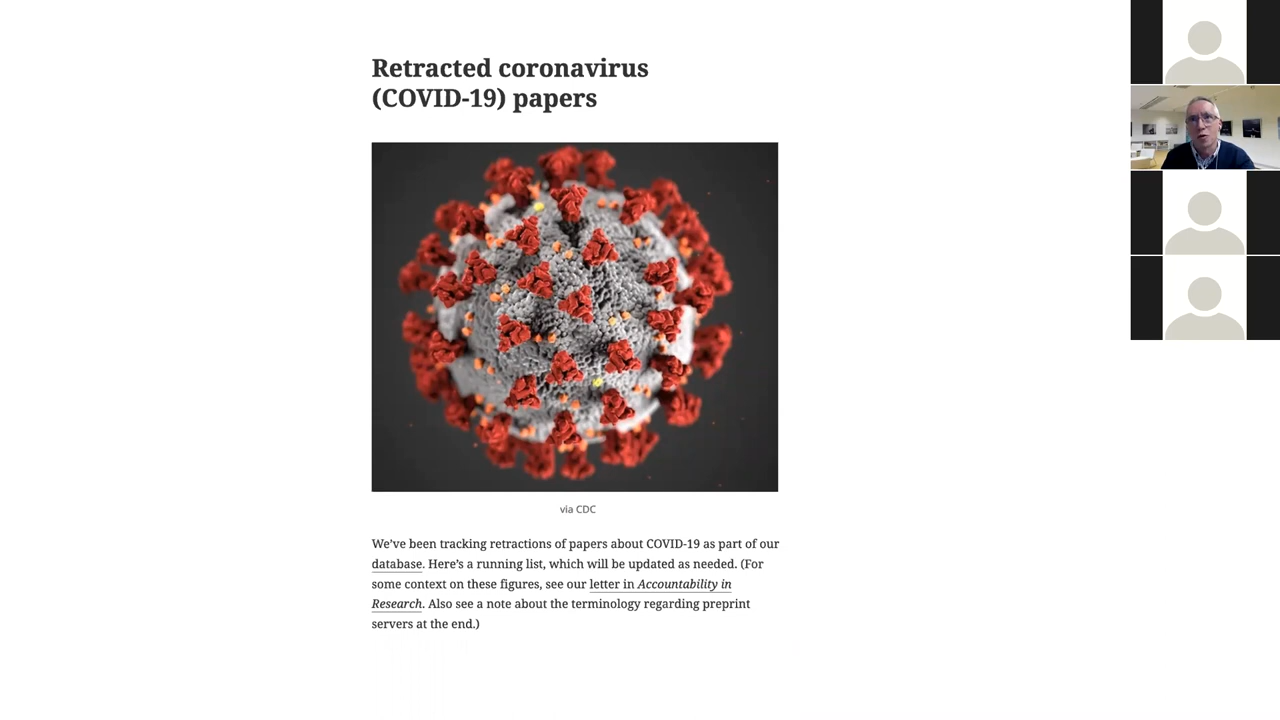 Retracted coronavirus
(COVID-19) papers
via CDC
We’ve been tracking retractions of papers about COVID-19 as part of our
database. Here’s a running list, which will be updated as needed. (For
some context on these figures, see our letter in Accountability in
Research. Also see a note about the terminology regarding preprint
servers at the end.)